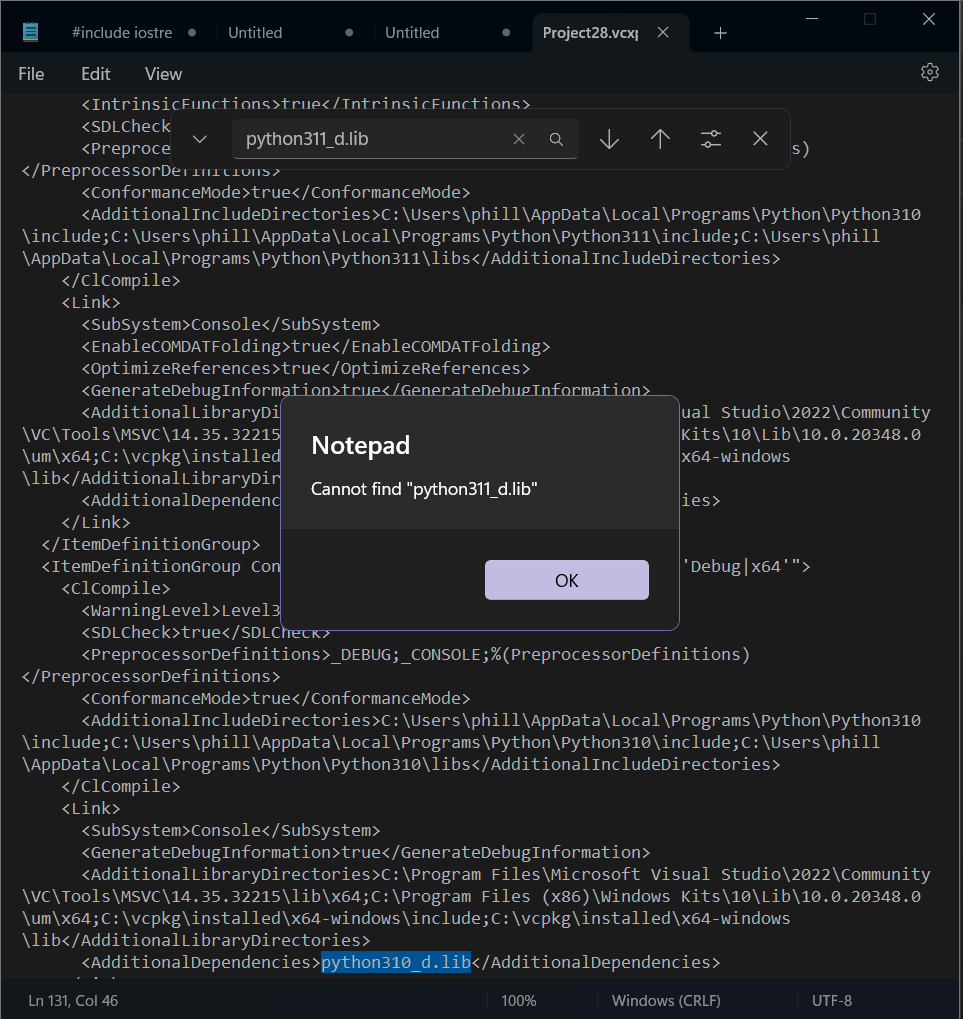 #include iostre
Untitled
Untitled
Project28.vcxp
File Edit View
<IntrinsicFunctions>true</IntrinsicFunctions>
<SDLCheck
python311_d.lib
<Preproce s)
</PreprocessorDefinitions>
<ConformanceMode>true</ConformanceMode>
<AdditionalIncludeDirectories>C:\Users\phill\AppData\Local\Programs\Python\Python310
\include;C:\Users\phill\AppData\Local\Programs\Python\Python311\include;C:\Users\phill
\AppData\Local\Programs\Python\Python311\libs</AdditionalIncludeDirectories>
</ClCompile>
<Link>
<SubSystem>Console</SubSystem>
<EnableCOMDATFolding>true</EnableCOMDATFolding>
<OptimizeReferences>true</OptimizeReferences>
<GenerateDebugInformation>true</GenerateDebugInformation>
<AdditionalLibraryDi ual Studio\2022\Community
\VC\Tools\MSVC\14.35.32215 Kits\10\Lib\10.0.20348.0
\um\x64;C:\vcpkg\installed x64-windows
\lib</AdditionalLibraryDir
<AdditionalDependenc ies>
</Link>
</ItemDefinitionGroup>
<ItemDefinitionGroup Con 'Debug|x64'">
<ClCompile>
<WarningLevel>Level3
<SDLCheck>true</SDLCheck>
<PreprocessorDefinitions>_DEBUG;_CONSOLE;%(PreprocessorDefinitions)
</PreprocessorDefinitions>
<ConformanceMode>true</ConformanceMode>
<AdditionalIncludeDirectories>C:\Users\phill\AppData\Local\Programs\Python\Python310
\include;C:\Users\phill\AppData\Local\Programs\Python\Python310\include;C:\Users\phill
\AppData\Local\Programs\Python\Python310\libs</AdditionalIncludeDirectories>
</ClCompile>
<Link>
<SubSystem>Console</SubSystem>
<GenerateDebugInformation>true</GenerateDebugInformation>
<AdditionalLibraryDirectories>C:\Program Files\Microsoft Visual Studio\2022\Community
\VC\Tools\MSVC\14.35.32215\lib\x64;C:\Program Files (x86)\Windows Kits\10\Lib\10.0.20348.0
\um\x64;C:\vcpkg\installed\x64-windows\include;C:\vcpkg\installed\x64-windows
\lib</AdditionalLibraryDirectories>
<AdditionalDependencies>python310_d.lib</AdditionalDependencies>
Notepad
Cannot find "python311_d.lib"
OK
Ln 131, Col 46
100%
Windows (CRLF)
UTF-8